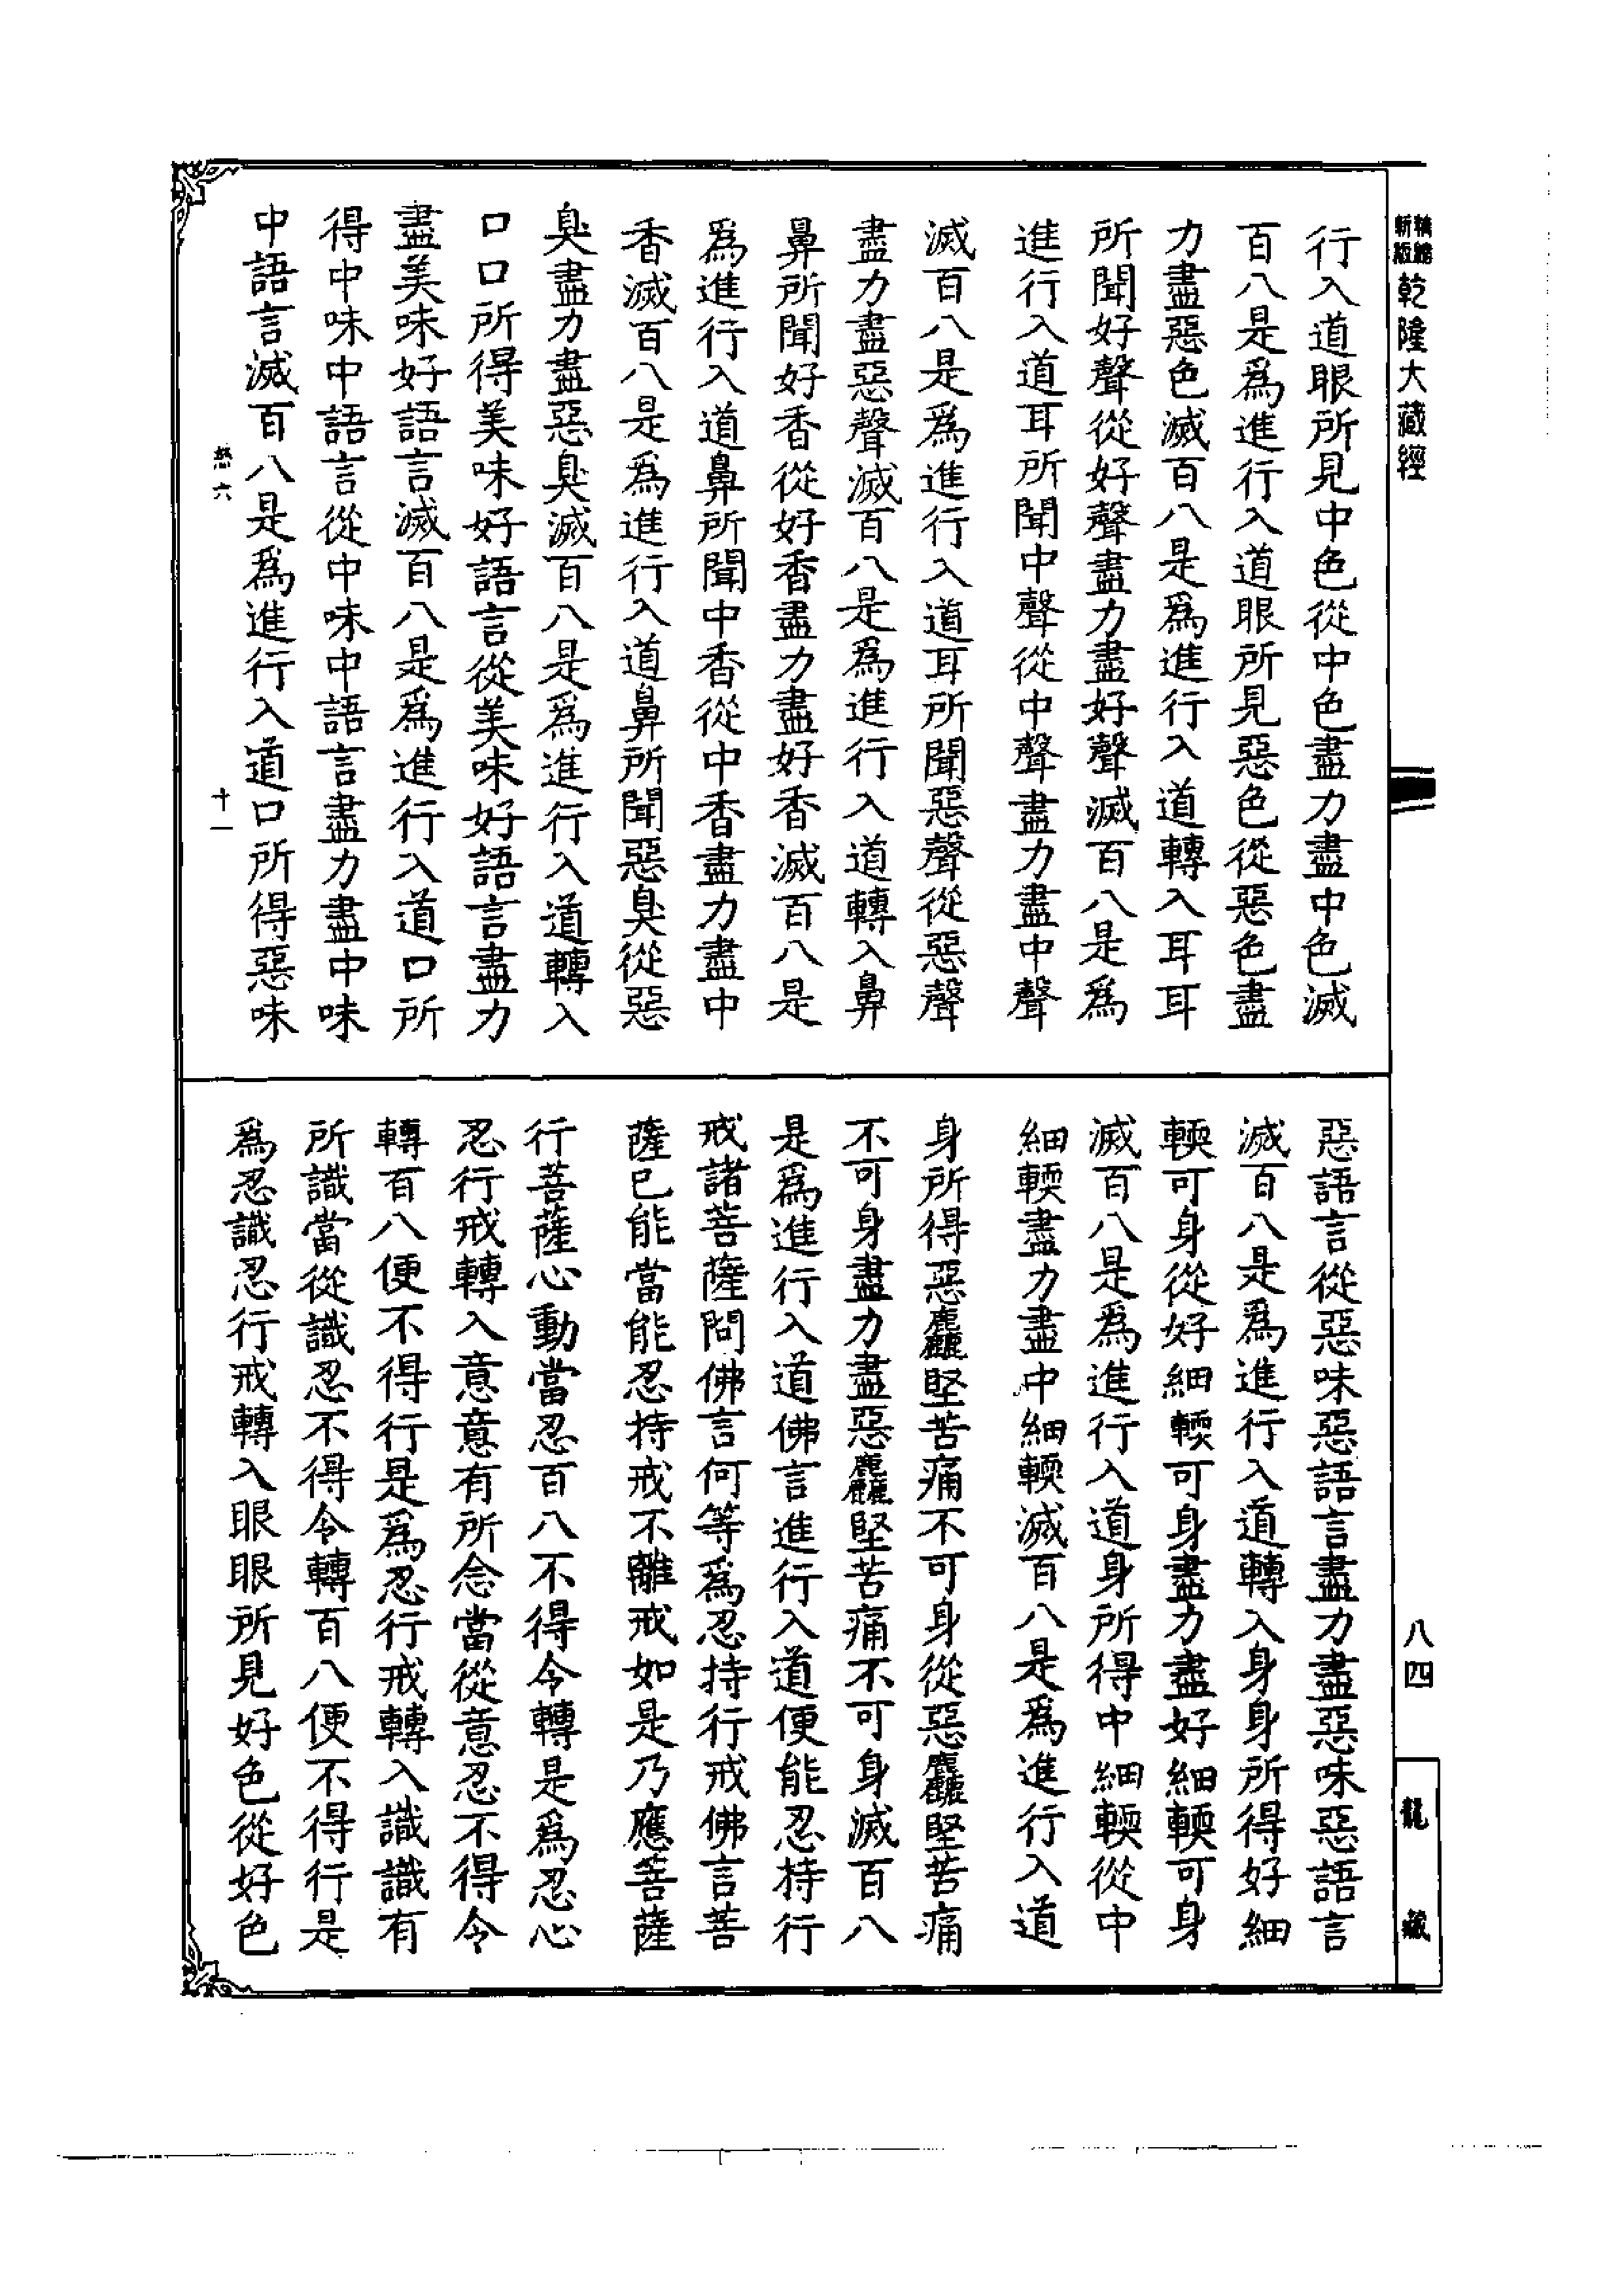 乾隆大藏經
行入道眼所見中色從中色盡力盡中色滅
百八是爲進行入道眼所見惡色從惡色盡
力盡惡色滅百八是爲進行入道轉入耳耳
所聞好聲從好聲盡力盡好聲滅百八是爲
進行入道耳所聞中聲從中聲盡力盡中聲
滅百八是爲進行入道耳所聞惡聲從惡聲
盡力盡惡聲滅百八是爲進行入道轉入鼻
鼻所聞好香從好香盡力盡好香滅百八是
爲進行入道鼻所聞中香從中香盡力盡中
香滅百八是爲進行入道鼻所聞惡臭從惡
臭盡力盡惡臭滅百八是爲進行入道轉入
口口所得美味好語言從美味好語言盡力
盡美味好語言滅百八是爲進行入道口所
得中味中語言從中味中語言盡力盡中味
中語言滅百八是爲進行入道口所得惡味
六
十一
八四
龍藏
惡語言從惡味惡語言盡力盡惡味惡語言
滅百八是爲進行入道轉入身身所得好細
輭可身從好細輭可身盡力盡好細輭可身
滅百八是爲進行入道身所得中細輭從中
細輭盡力盡中細輭滅百八是爲進行入道
身所得惡麤堅苦痛不可身從惡麤堅苦痛
不可身盡力盡惡麤堅苦痛不可身滅百八
是爲進行入道佛言進行入道便能忍持行
戒諸菩薩問佛言何等爲忍持行戒佛言菩
薩已能當能忍持戒不離戒如是乃應菩薩
行菩薩心動當忍百八不得令轉是爲忍心
忍行戒轉入意意有所念當從意忍不得令
轉百八便不得行是爲忍行戒轉入識識有
所識當從識忍不得令轉百八便不得行是
爲忍識忍行戒轉入眼眼所見好色從好色